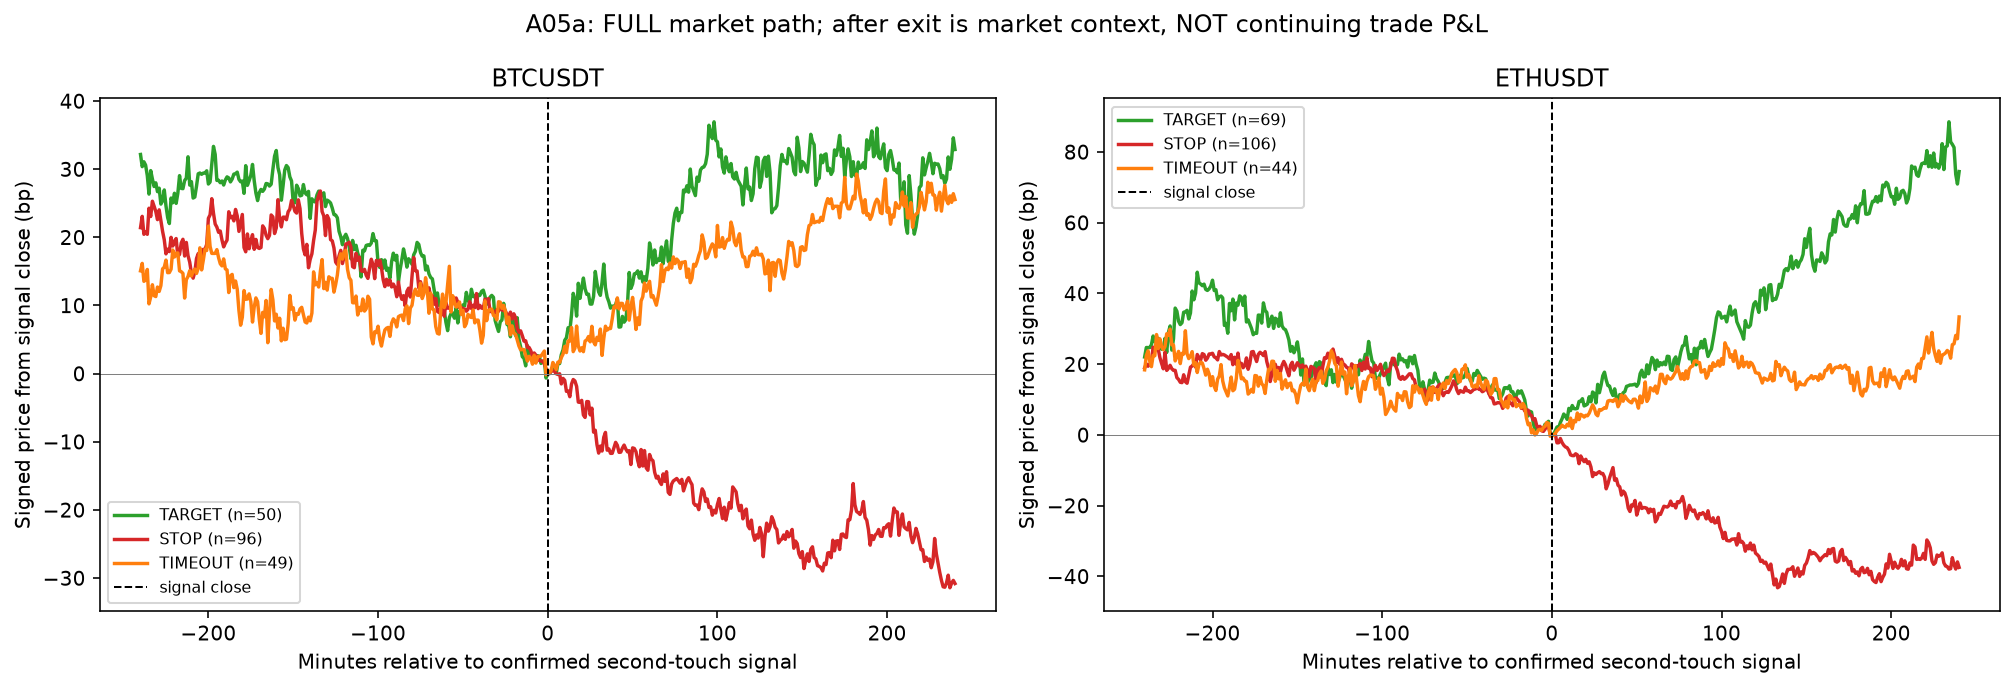 A05a: FULL market path; after exit is market context, NOT continuing trade P&L
BTCUSDT
Signed price from signal close (bp)
40
30
20
10
0
−10
−20
−30
TARGET (n=50)
STOP (n=96)
TIMEOUT (n=49)
signal close
−200
−100
0
100
200
Minutes relative to confirmed second-touch signal
ETHUSDT
Signed price from signal close (bp)
80
60
40
20
0
−20
−40
TARGET (n=69)
STOP (n=106)
TIMEOUT (n=44)
signal close
−200
−100
0
100
200
Minutes relative to confirmed second-touch signal